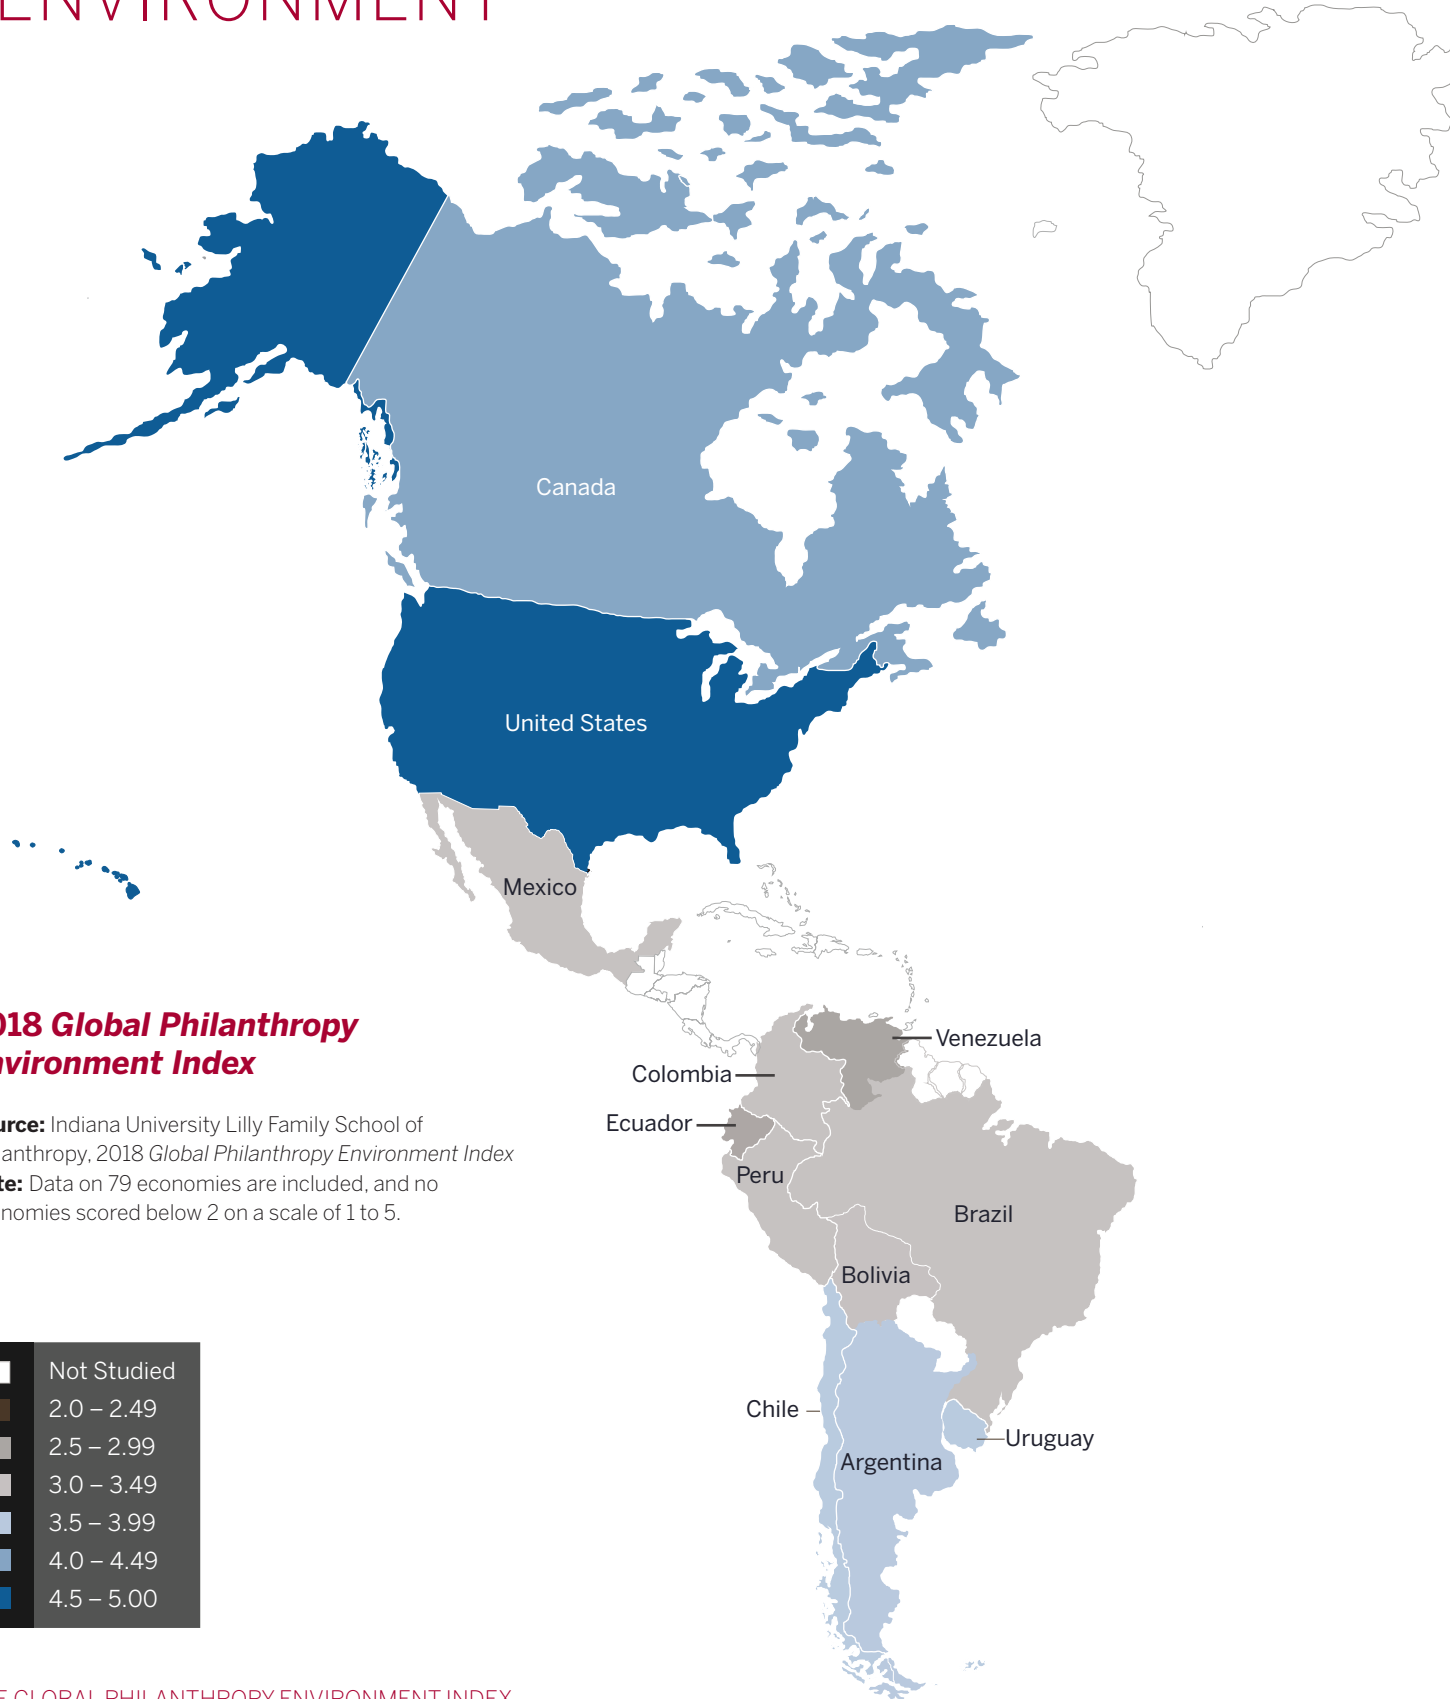 ENVIRONMENT
Canada
United States
Mexico
018 Global Philanthropy
nvironment Index
Venezuela
Colombia
Ecuador
urce: Indiana University Lilly Family School of
lanthropy, 2018 Global Philanthropy Environment Index
te: Data on 79 economies are included, and no
nomies scored below 2 on a scale of 1 to 5.
Peru
Brazil
Bolivia
Not Studied
2.0 – 2.49
2.5 – 2.99
3.0 – 3.49
3.5 – 3.99
4.0 – 4.49
4.5 – 5.00
Chile
Uruguay
Argentina
E GLOBAL PHILANTHROPY ENVIRONMENT INDEX